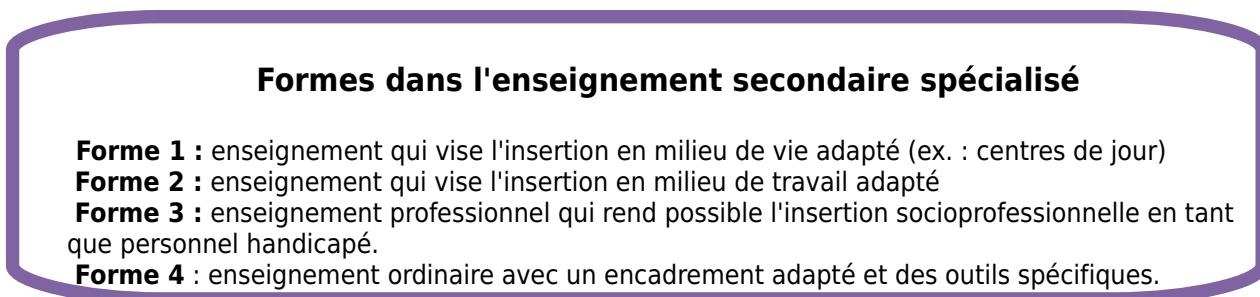 Formes dans l'enseignement secondaire spécialisé
Forme 1 : enseignement qui vise l'insertion en milieu de vie adapté (ex. : centres de jour)
Forme 2 : enseignement qui vise l'insertion en milieu de travail adapté
Forme 3 : enseignement professionnel qui rend possible l'insertion socioprofessionnelle en tant
que personnel handicapé.
Forme 4 : enseignement ordinaire avec un encadrement adapté et des outils spécifiques.